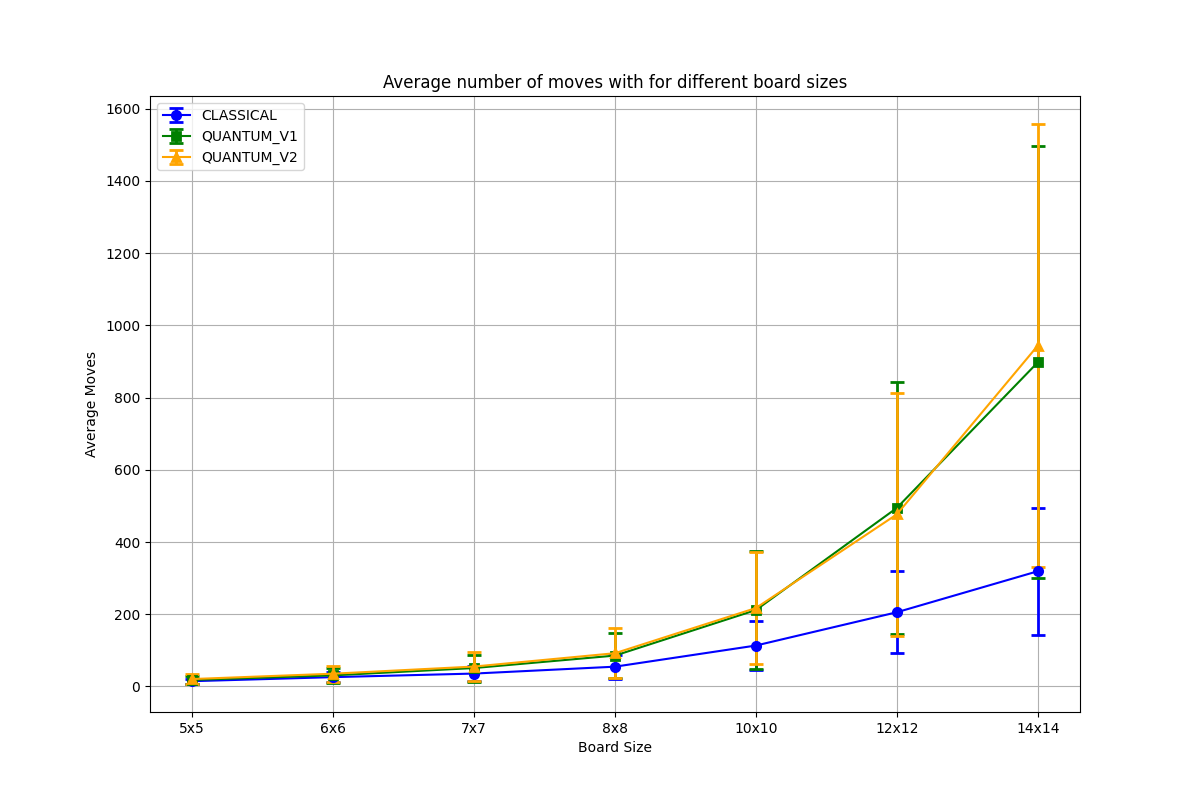 Average number of moves with for different board sizes
CLASSICAL
QUANTUM_V1
QUANTUM_V2
1600
1400
1200
1000
800
600
400
200
0
Average Moves
5x5 6x6 7x7 8x8 10x10 12x12 14x14
Board Size